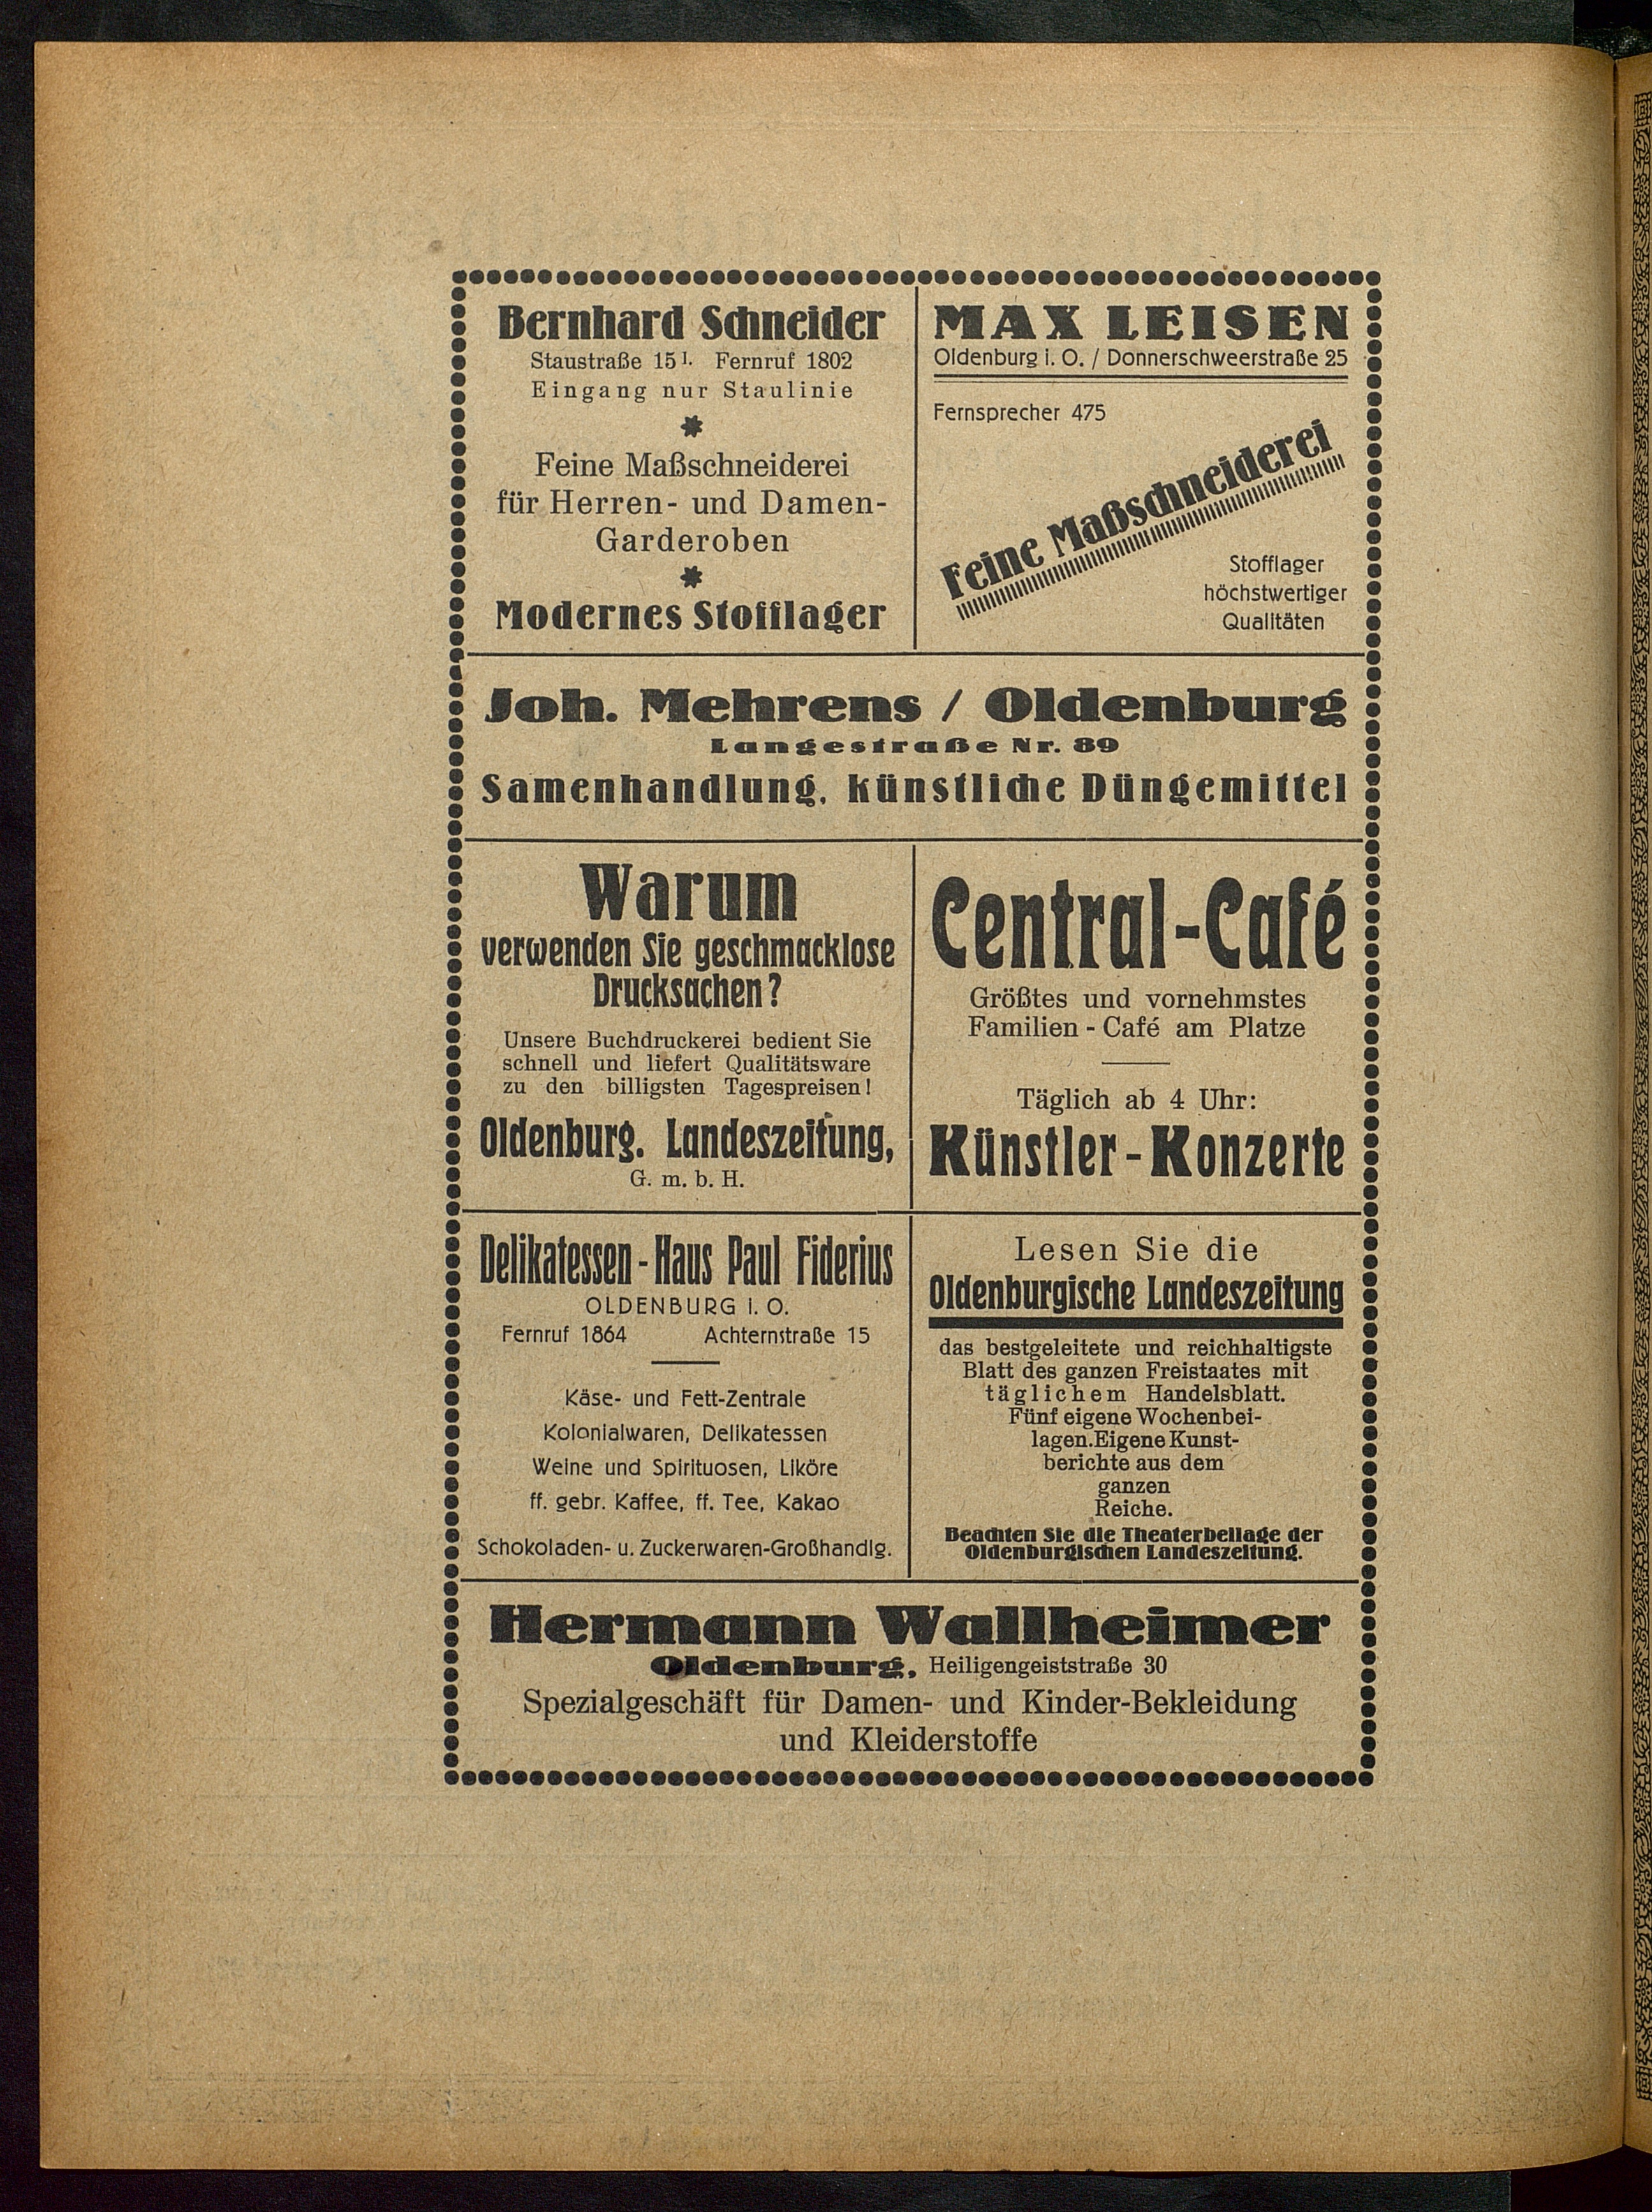 Bernhard Schneider
Staustraße 15 I. Fernruf 1802
Eingang nur Staulinie
Feine Maßschneiderei
für Herren- und Damen-
Garderoben
Modernes Stofflager
MAX LEISEN
Oldenburg i. O. / Donnerschweerstraße 25
Fernsprecher 475
Feine Maßschneiderei
Stofflager
höchstwertiger
Qualitäten
Joh. Mehrens / Oldenburg
Langestraße Nr. 89
Samenhandlung, künstliche Düngemittel
Warum
verwenden Sie geschmacklose
Drucksachen?
Unsere Buchdruckerei bedient Sie
schnell und liefert Qualitätsware
zu den billigsten Tagespreisen!
Oldenburg. Landeszeitung,
G. m. b. H.
Central-Café
Größtes und vornehmstes
Familien-Café am Platze
Täglich ab 4 Uhr:
Künstler-Konzerte
Delikatessen-Haus Paul Fiderius
OLDENBURG i. O.
Fernruf 1864 Achternstraße 15
Käse- und Fett-Zentrale
Kolonialwaren, Delikatessen
Weine und Spirituosen, Liköre
ff. gebr. Kaffee, ff. Tee, Kakao
Schokoladen- u. Zuckerwaren-Großhandlg.
Lesen Sie die
Oldenburgische Landeszeitung
das bestgeleitete und reichhaltigste
Blatt des ganzen Freistaates mit
täglichem Handelsblatt.
Fünf eigene Wochenbei-
lagen. Eigene Kunst-
berichte aus dem
ganzen
Reiche.
Beachten Sie die Theaterbeilage der
Oldenburgischen Landeszeitung.
Hermann Wallheimer
Oldenburg, Heiligengeiststraße 30
Spezialgeschäft für Damen- und Kinder-Bekleidung
und Kleiderstoffe